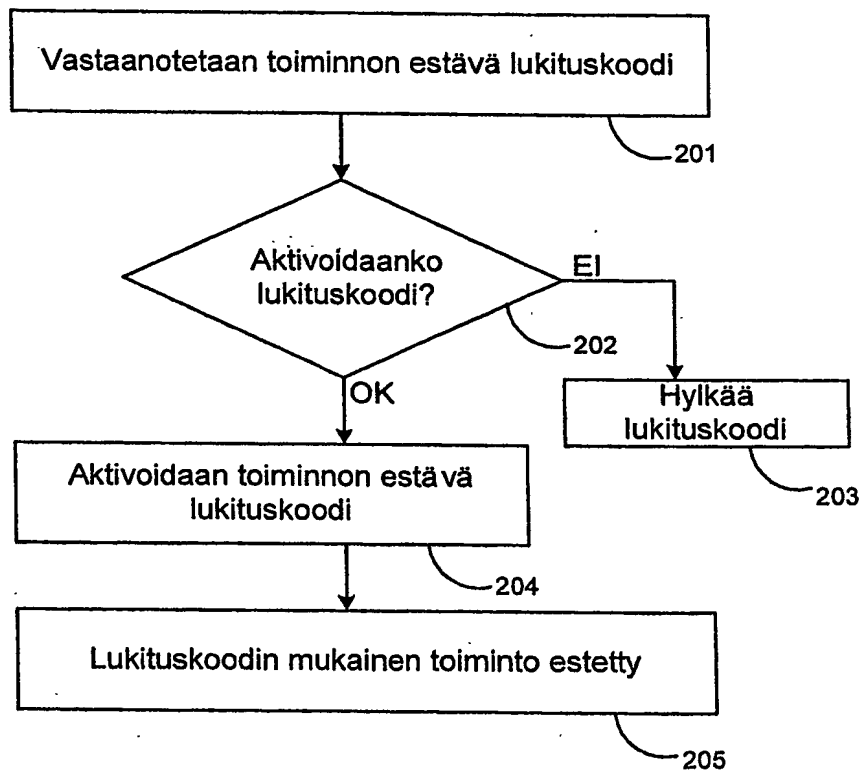 Vastaanotetaan toiminnon estävä lukituskoodi
201
Aktivoidaanko
lukituskoodi?
EI
202
OK
Hylkää
lukituskoodi
203
Aktivoidaan toiminnon estävä
lukituskoodi
204
Lukituskoodin mukainen toiminto estetty
205